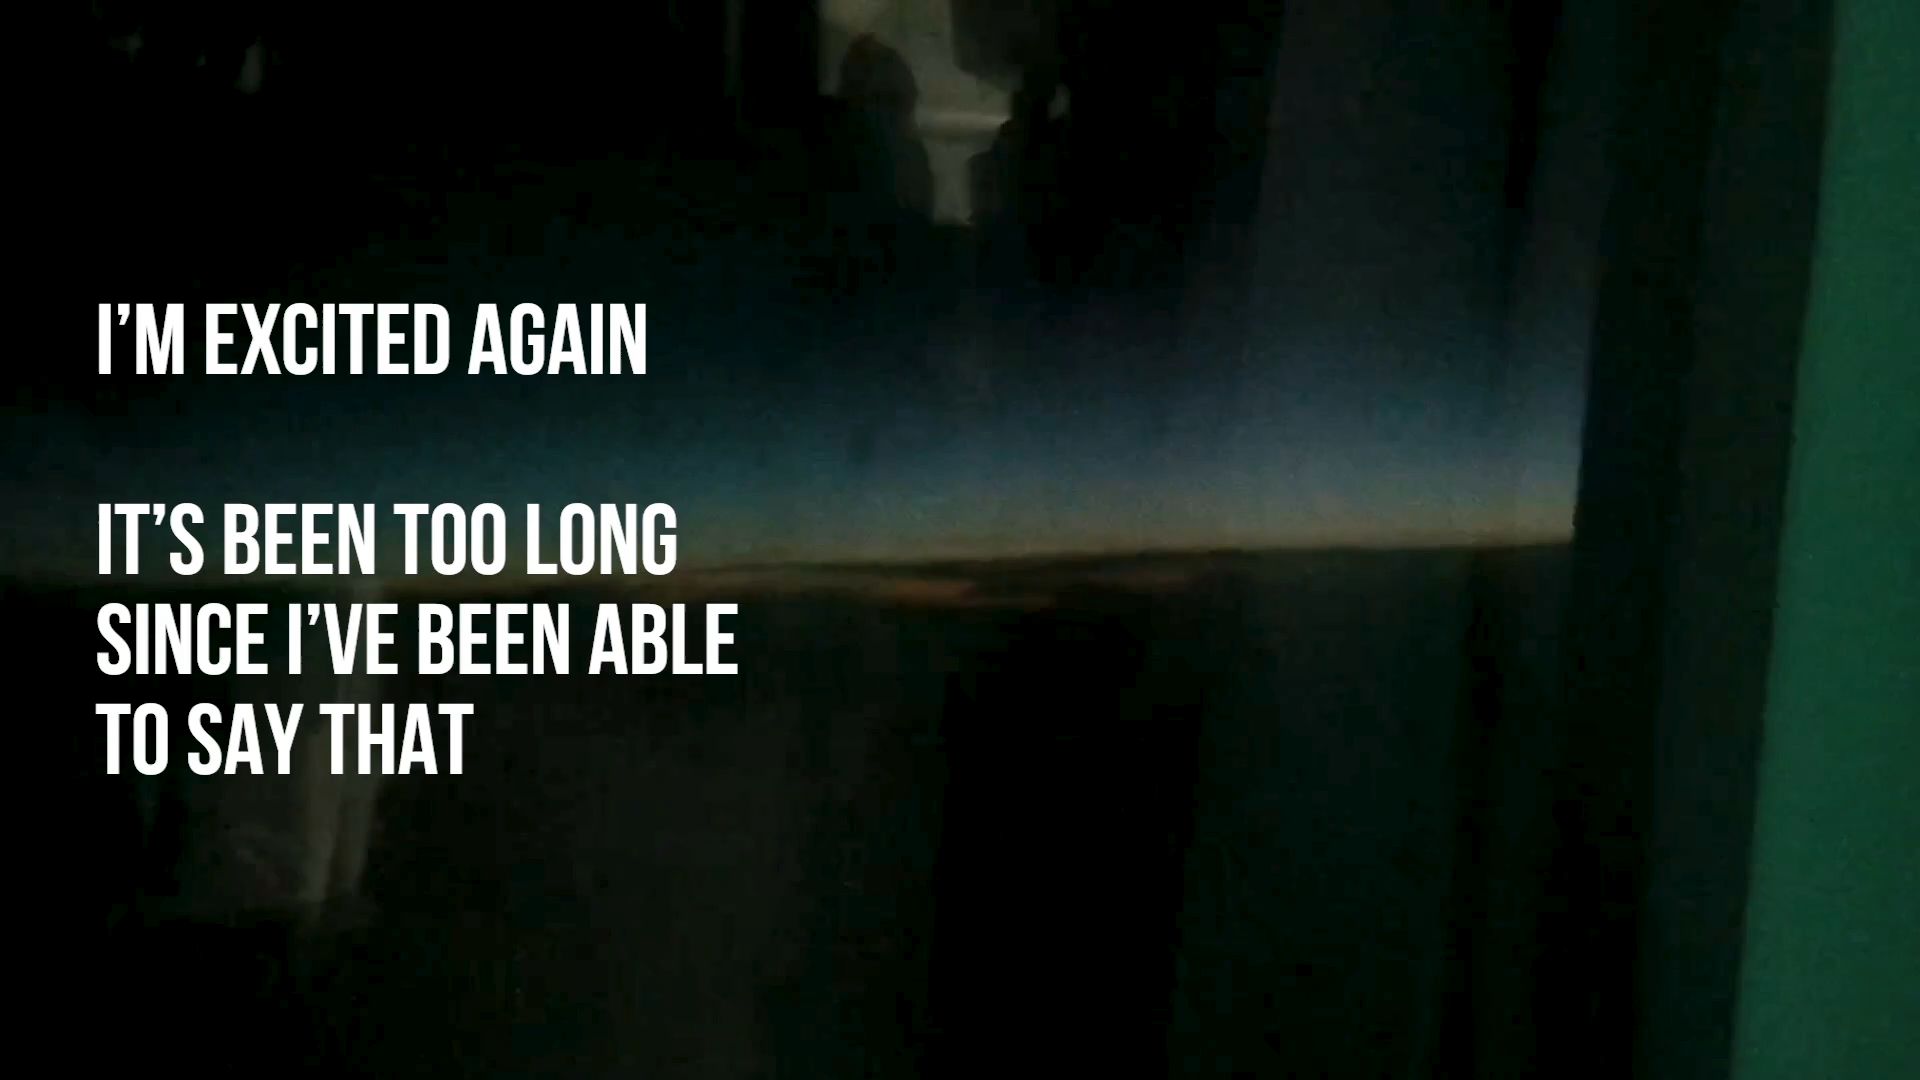 I’M EXCITED AGAIN
IT’S BEEN TOO LONG
SINCE I’VE BEEN ABLE
TO SAY THAT